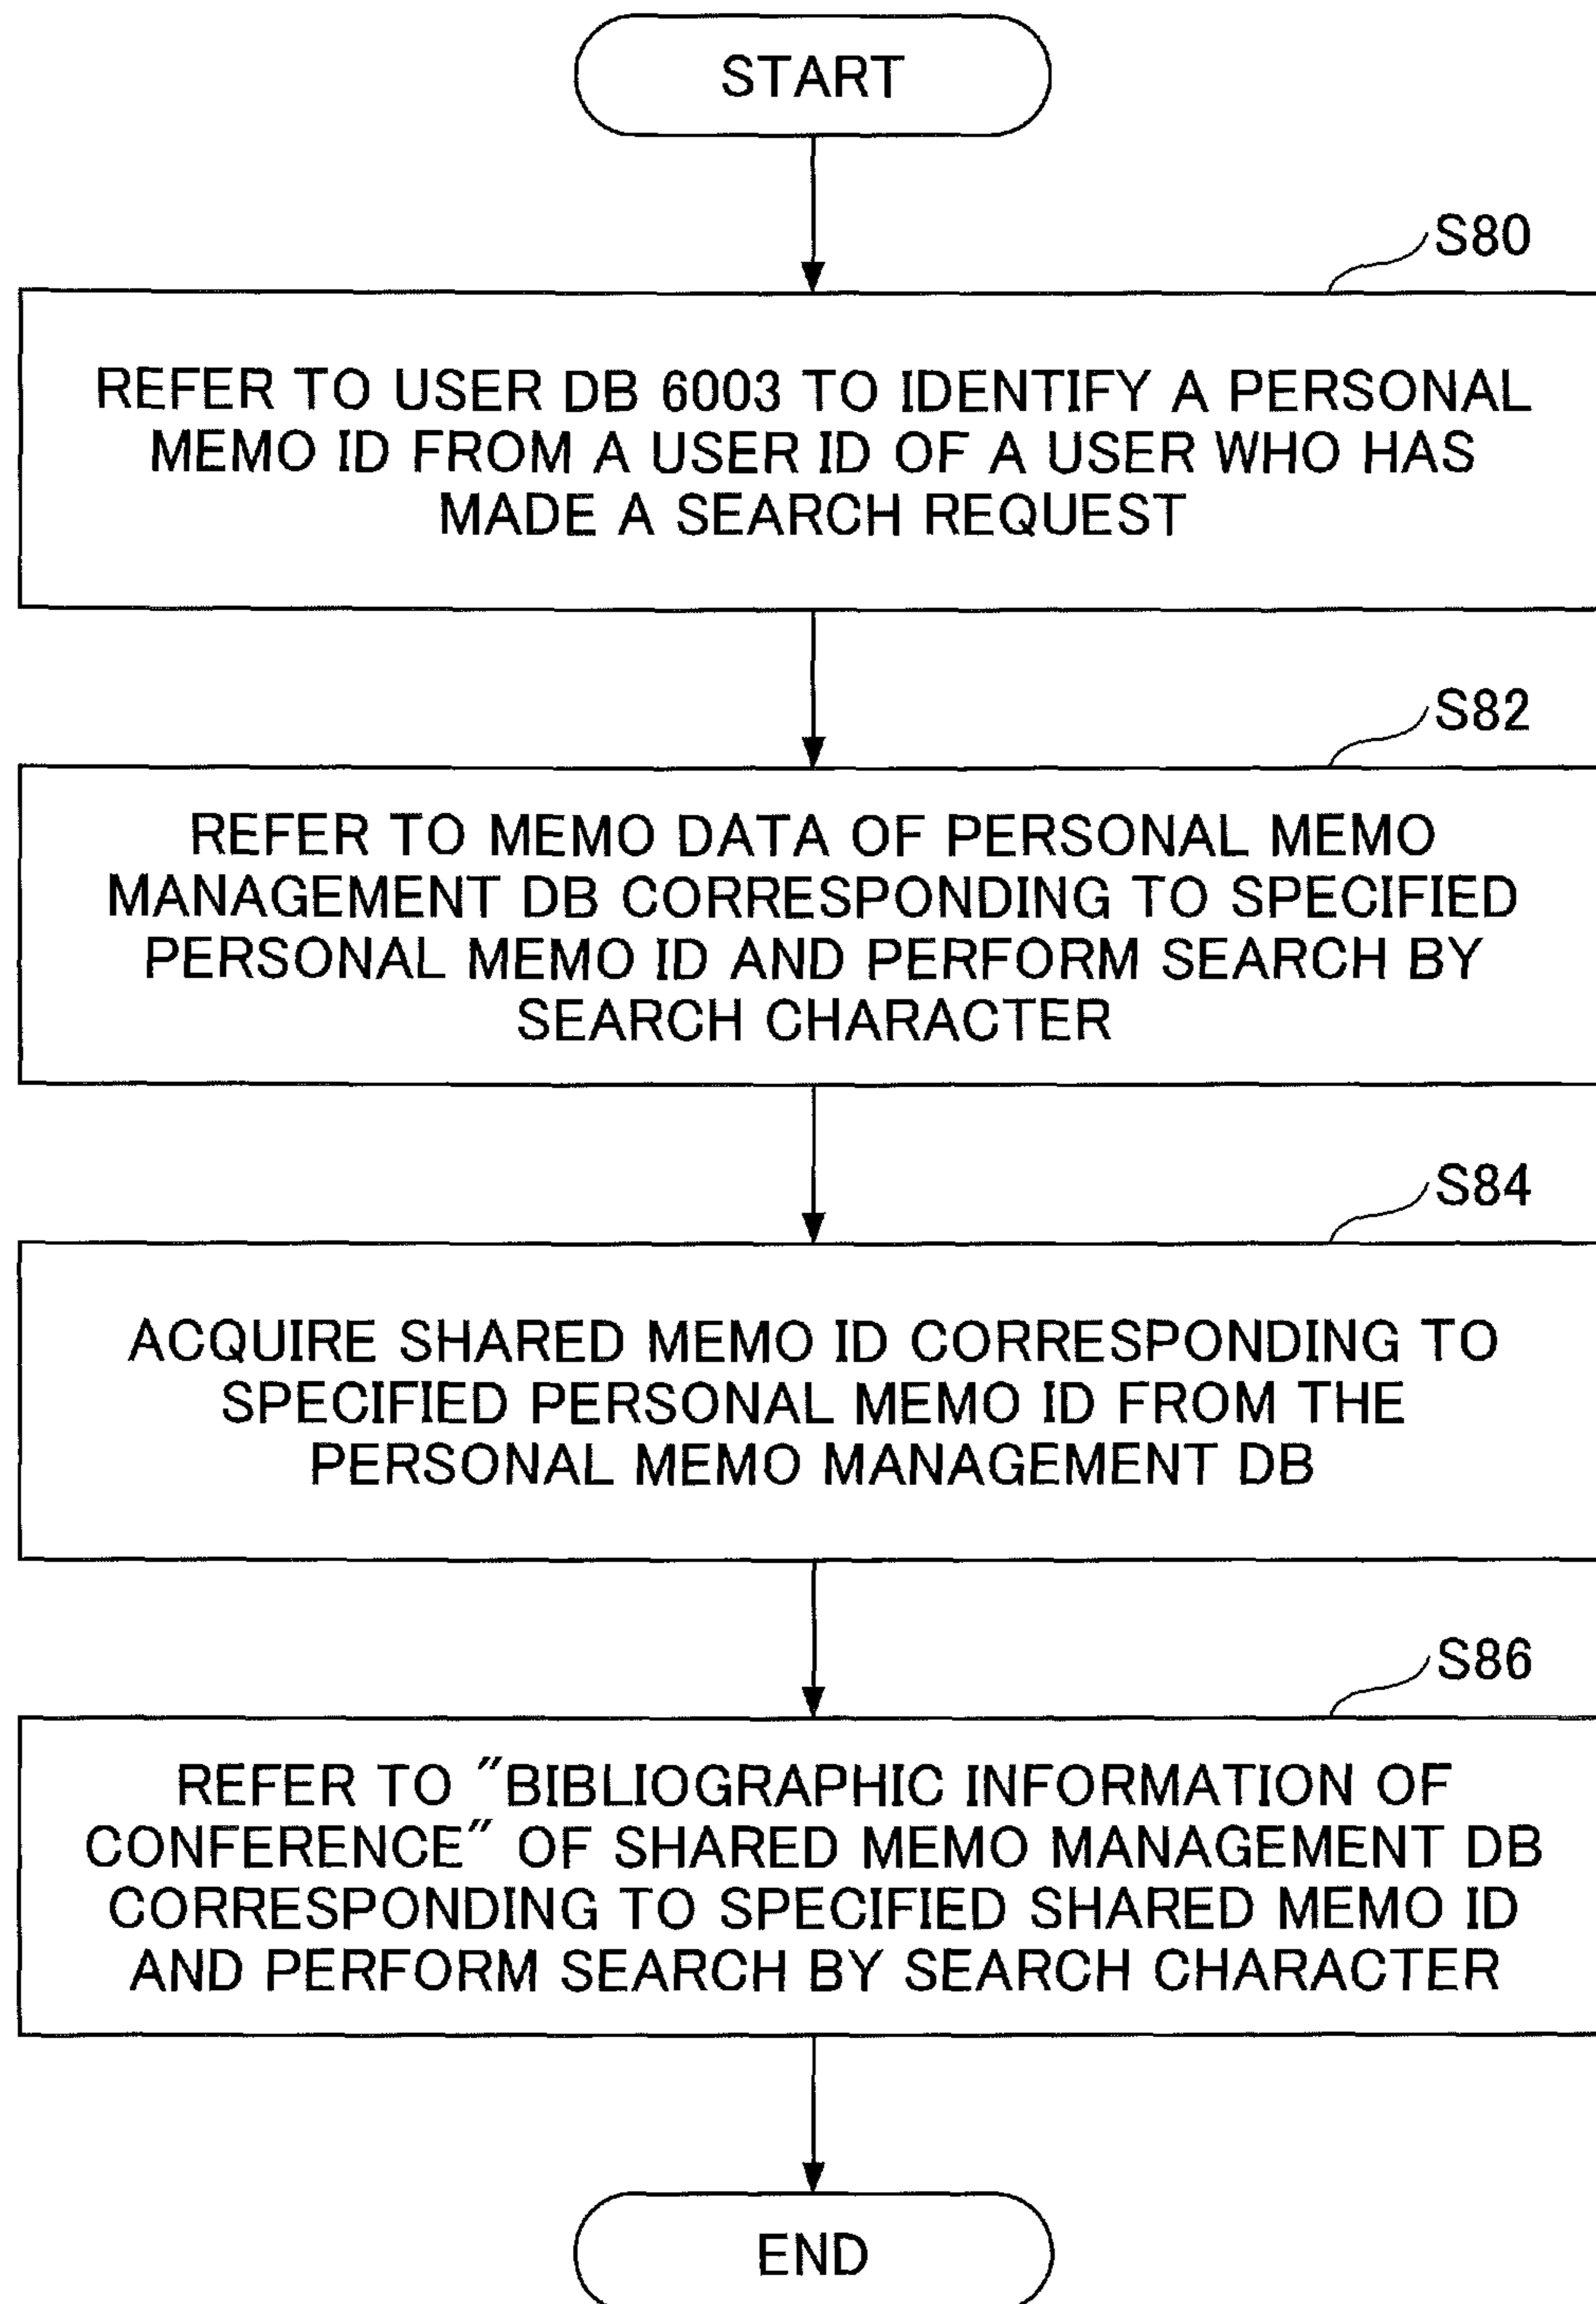 START
S80
REFER TO USER DB 6003 TO IDENTIFY A PERSONAL
MEMO ID FROM A USER ID OF A USER WHO HAS
MADE A SEARCH REQUEST
S82
REFER TO MEMO DATA OF PERSONAL MEMO
MANAGEMENT DB CORRESPONDING TO SPECIFIED
PERSONAL MEMO ID AND PERFORM SEARCH BY
SEARCH CHARACTER
S84
ACQUIRE SHARED MEMO ID CORRESPONDING TO
SPECIFIED PERSONAL MEMO ID FROM THE
PERSONAL MEMO MANAGEMENT DB
S86
REFER TO "BIBLIOGRAPHIC INFORMATION OF
CONFERENCE" OF SHARED MEMO MANAGEMENT DB
CORRESPONDING TO SPECIFIED SHARED MEMO ID
AND PERFORM SEARCH BY SEARCH CHARACTER
END